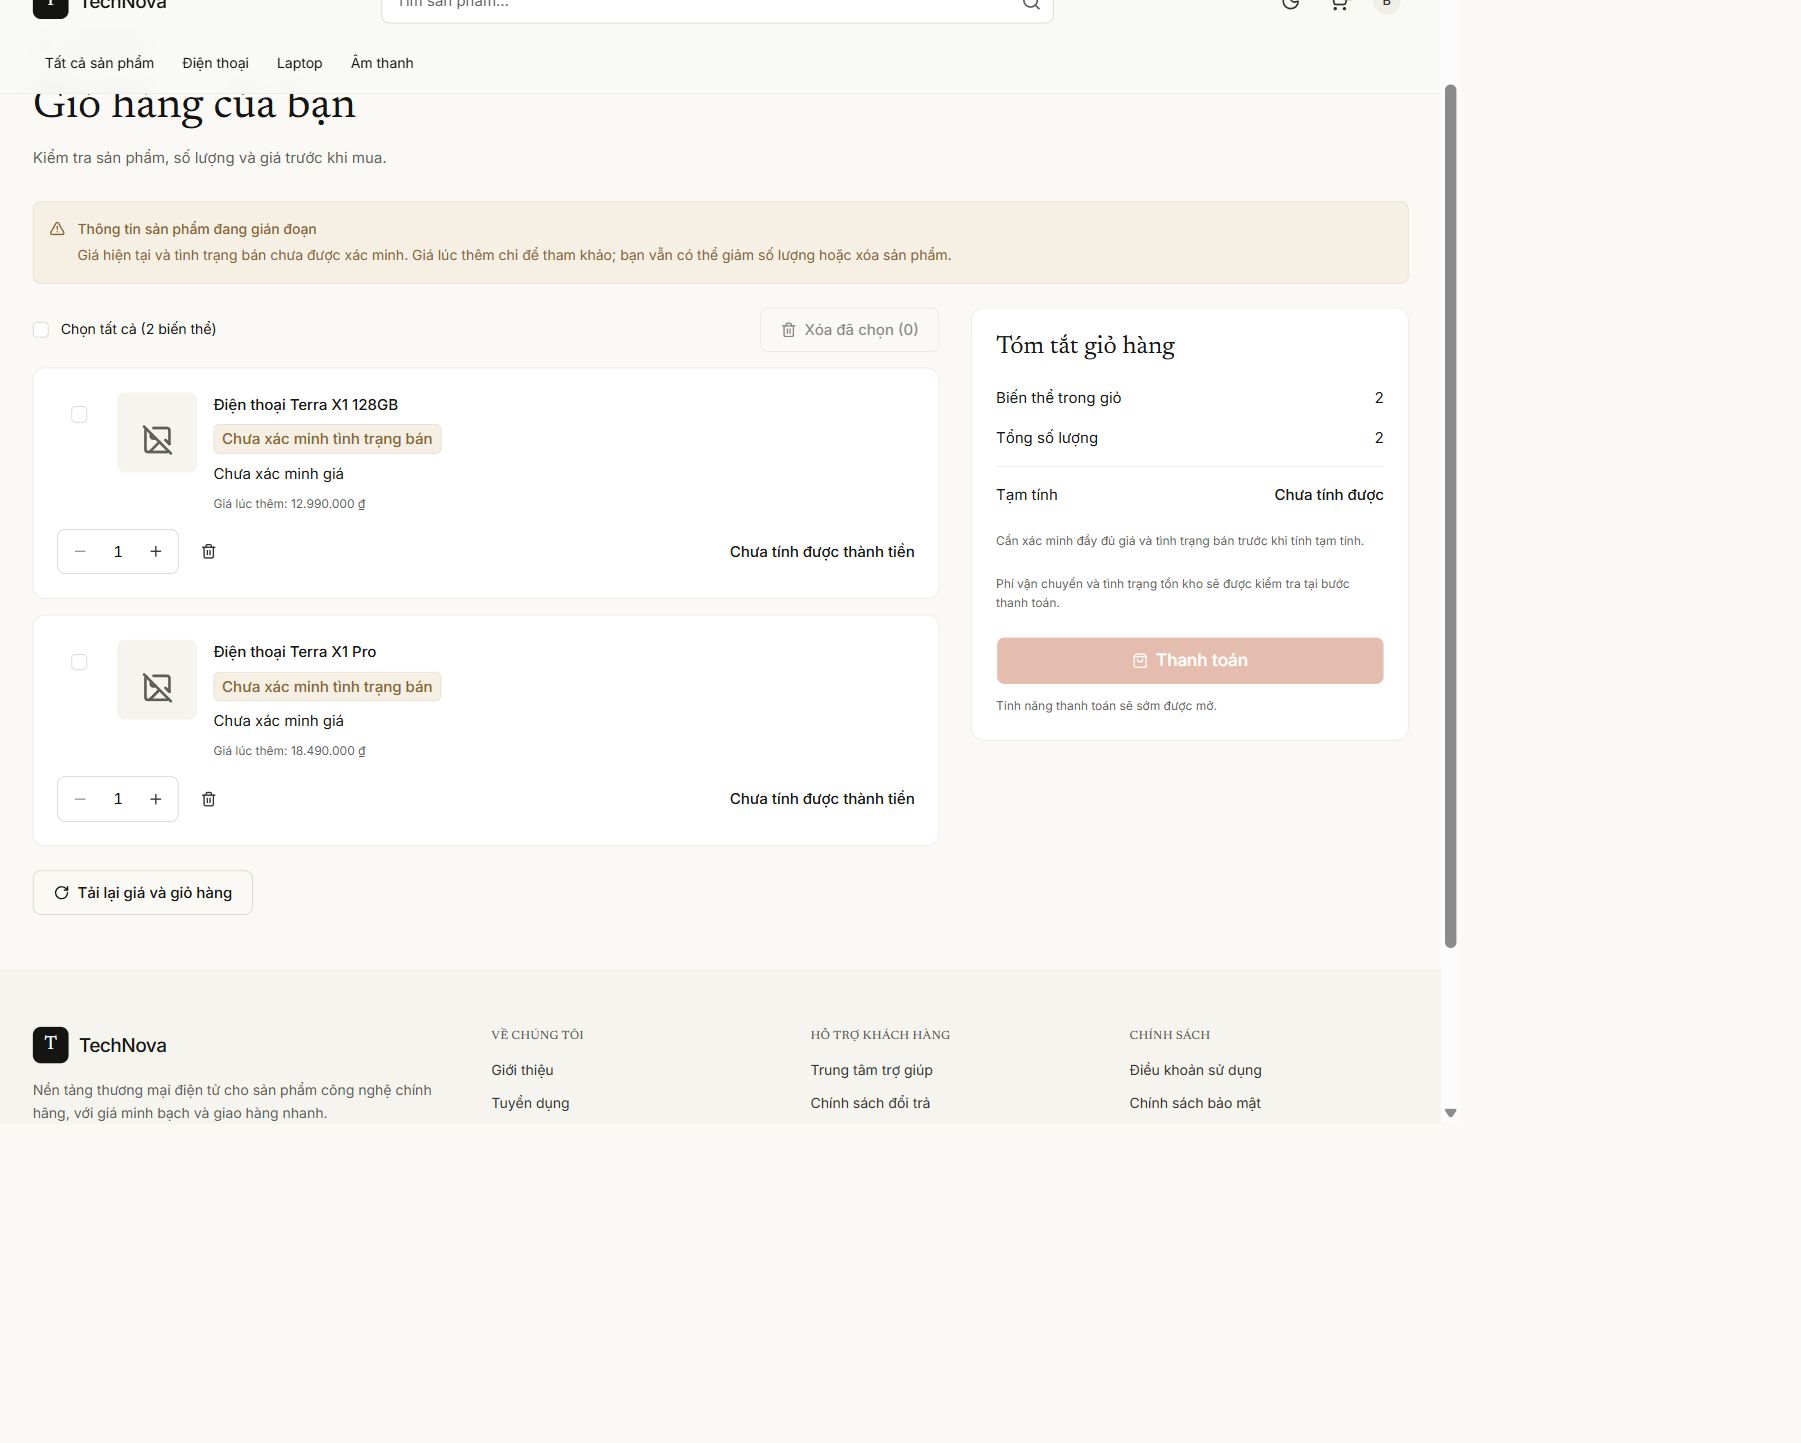 T TechNova
Tìm sản phẩm...
B
Tất cả sản phẩm Điện thoại Laptop Âm thanh
Giỏ hàng của bạn
Kiểm tra sản phẩm, số lượng và giá trước khi mua.
Thông tin sản phẩm đang gián đoạn
Giá hiện tại và tình trạng bán chưa được xác minh. Giá lúc thêm chỉ để tham khảo; bạn vẫn có thể giảm số lượng hoặc xóa sản phẩm.
Chọn tất cả (2 biến thể)
Xóa đã chọn (0)
Điện thoại Terra X1 128GB
Chưa xác minh tình trạng bán
Chưa xác minh giá
Giá lúc thêm: 12.990.000 ₫
1
Chưa tính được thành tiền
Điện thoại Terra X1 Pro
Chưa xác minh tình trạng bán
Chưa xác minh giá
Giá lúc thêm: 18.490.000 ₫
1
Chưa tính được thành tiền
Tải lại giá và giỏ hàng
Tóm tắt giỏ hàng
Biến thể trong giỏ 2
Tổng số lượng 2
Tạm tính Chưa tính được
Cần xác minh đầy đủ giá và tình trạng bán trước khi tính tạm tính.
Phí vận chuyển và tình trạng tồn kho sẽ được kiểm tra tại bước
thanh toán.
Thanh toán
Tính năng thanh toán sẽ sớm được mở.
T TechNova
Nền tảng thương mại điện tử cho sản phẩm công nghệ chính
hãng, với giá minh bạch và giao hàng nhanh.
VỀ CHÚNG TÔI
Giới thiệu
Tuyển dụng
HỖ TRỢ KHÁCH HÀNG
Trung tâm trợ giúp
Chính sách đổi trả
CHÍNH SÁCH
Điều khoản sử dụng
Chính sách bảo mật